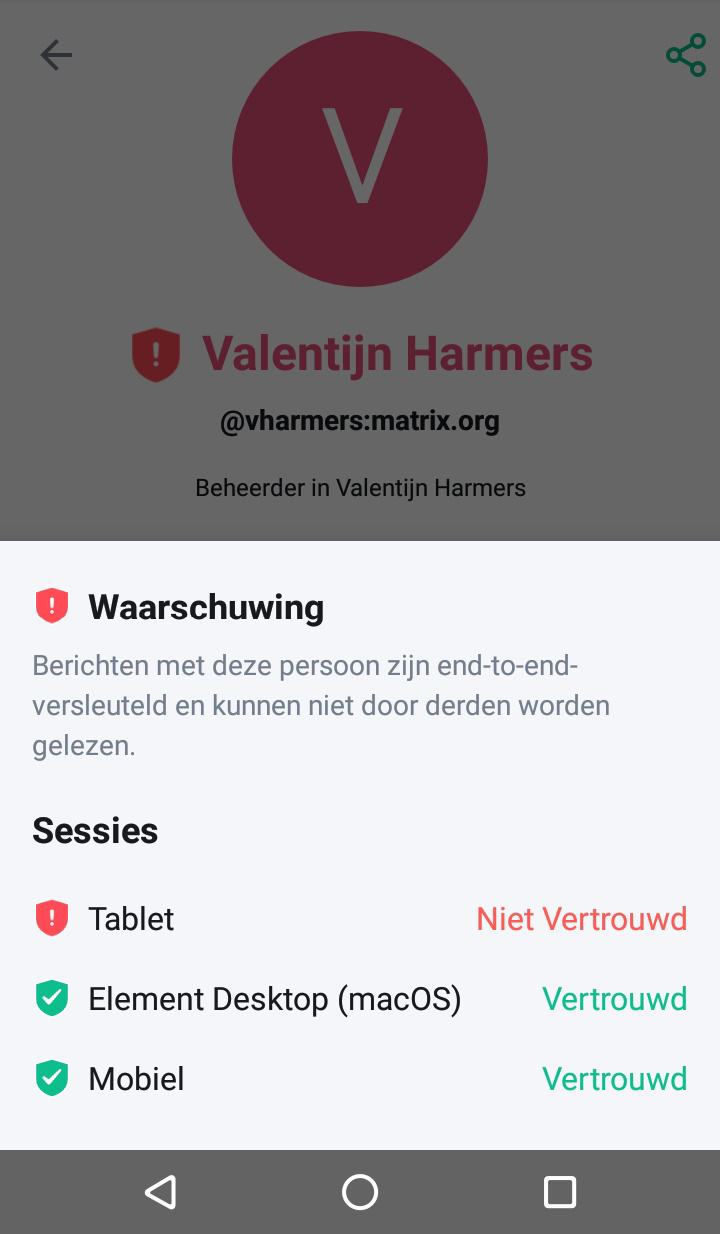 V
Valentijn Harmers
@vharmers:matrix.org
Beheerder in Valentijn Harmers
Waarschuwing
Berichten met deze persoon zijn end-to-end-
versleuteld en kunnen niet door derden worden
gelezen.
Sessies
Tablet Niet Vertrouwd
Element Desktop (macOS) Vertrouwd
Mobiel Vertrouwd